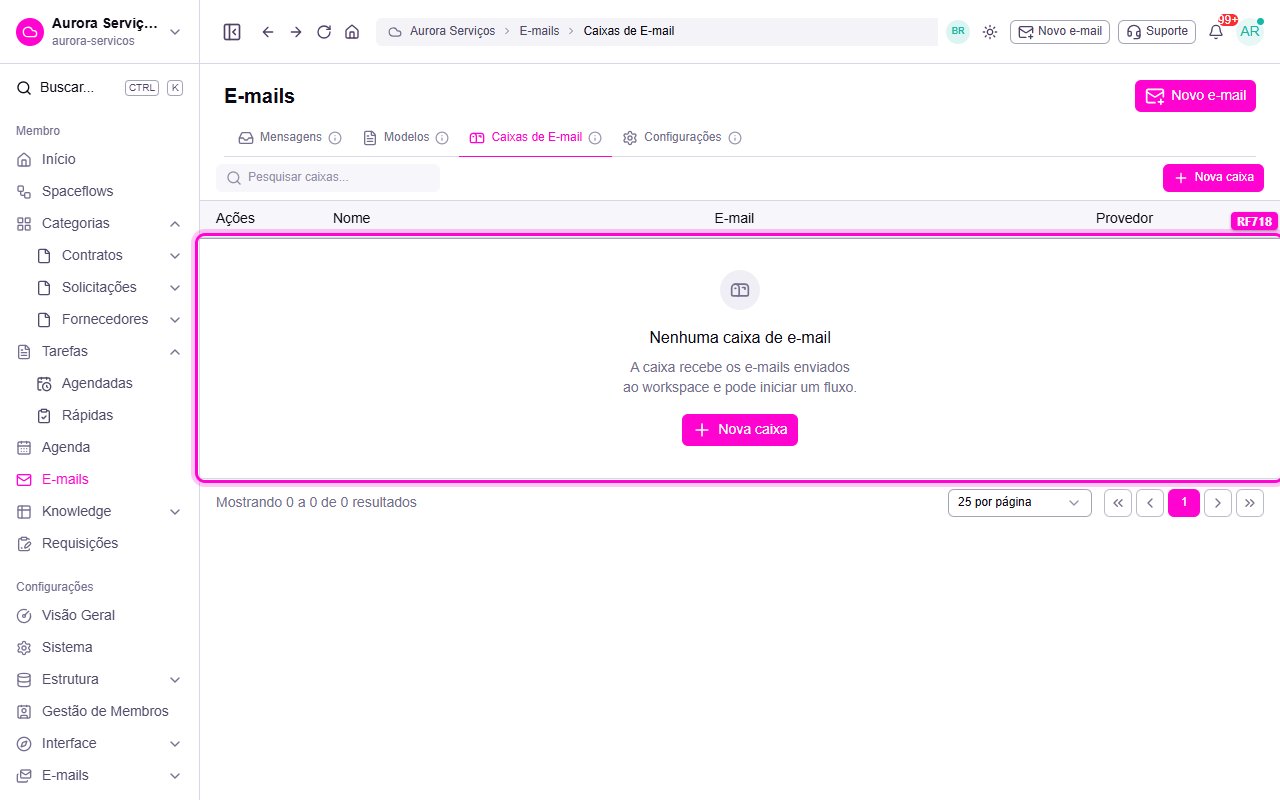 Aurora Serviç...
aurora-servicos
Aurora Serviços
E-mails
Caixas de E-mail
BR
Novo e-mail
Suporte
99+
AR
Buscar...
CTRL
K
Membro
Início
Spaceflows
Categorias
Contratos
Solicitações
Fornecedores
Tarefas
Agendadas
Rápidas
Agenda
E-mails
Knowledge
Requisições
Configurações
Visão Geral
Sistema
Estrutura
Gestão de Membros
Interface
E-mails
E-mails
Novo e-mail
Mensagens
Modelos
Caixas de E-mail
Configurações
Pesquisar caixas...
Nova caixa
Ações
Nome
E-mail
Provedor
RF718
Nenhuma caixa de e-mail
A caixa recebe os e-mails enviados
ao workspace e pode iniciar um fluxo.
Nova caixa
Mostrando 0 a 0 de 0 resultados
25 por página
1